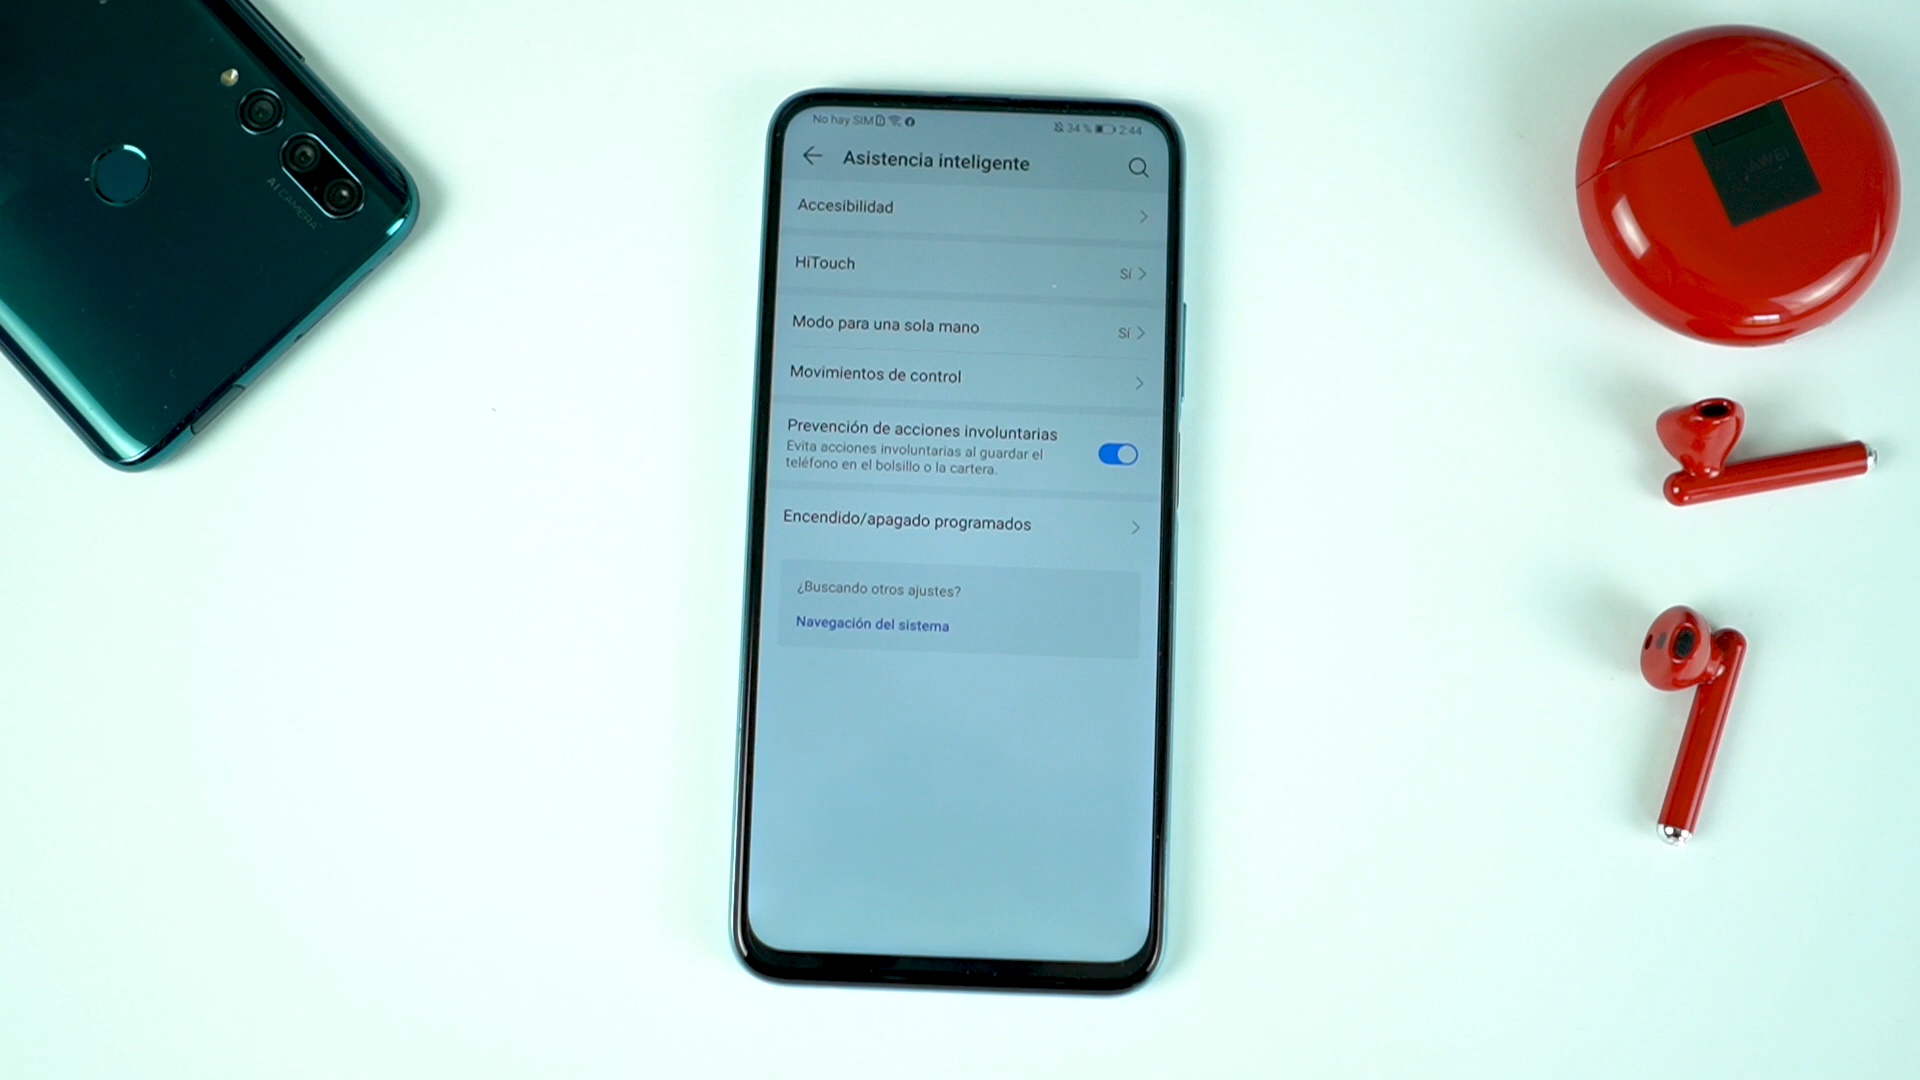 No hay SIM
34 % 2:44
Asistencia inteligente
Accesibilidad
HiTouch
Sí
Modo para una sola mano
Sí
Movimientos de control
Prevención de acciones involuntarias
Evita acciones involuntarias al guardar el
teléfono en el bolsillo o la cartera.
Encendido/apagado programados
¿Buscando otros ajustes?
Navegación del sistema
AI CAMERA
HUAWEI